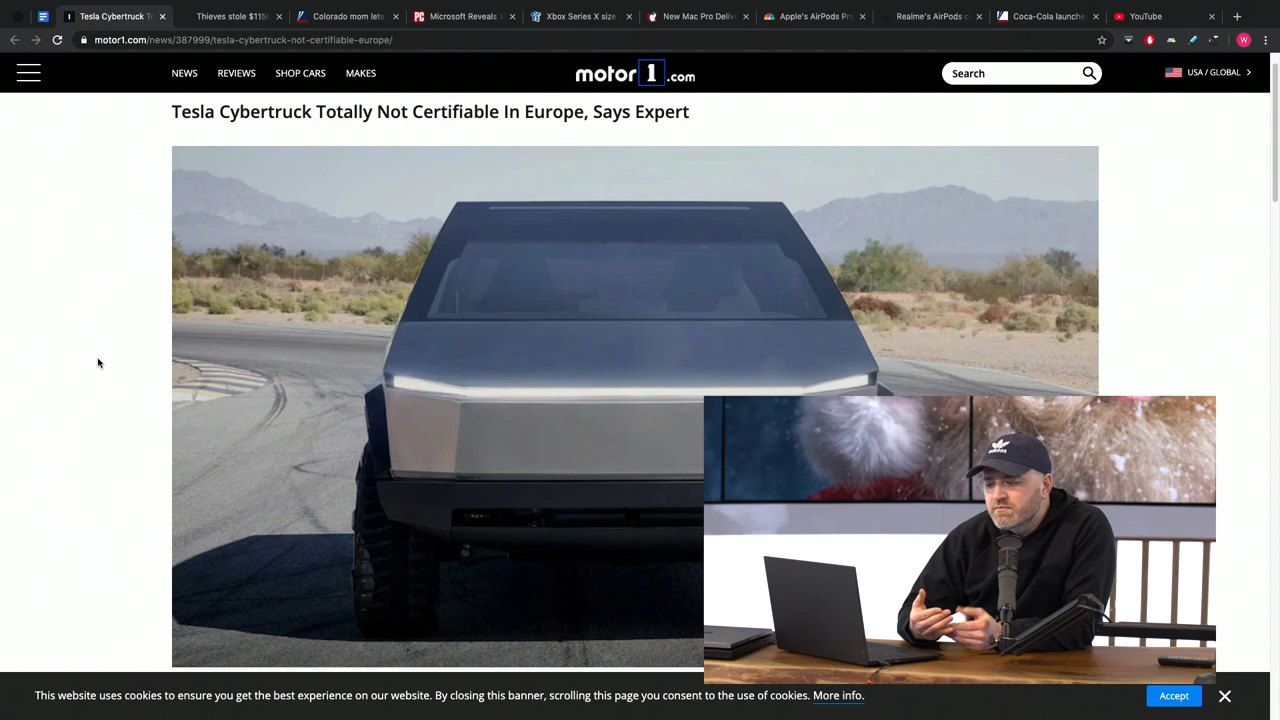 Tesla Cybertruck To
Thieves stole $115
Colorado mom lets
Microsoft Reveals
Xbox Series X size
New Mac Pro Delive
Apple's AirPods Pro
Realme's AirPods c
Coca-Cola launche
YouTube
motor1.com/news/387999/tesla-cybertruck-not-certifiable-europe/
W
NEWS
REVIEWS
SHOP CARS
MAKES
motor1.com
Search
USA / GLOBAL
Tesla Cybertruck Totally Not Certifiable In Europe, Says Expert
adidas
This website uses cookies to ensure you get the best experience on our website. By closing this banner, scrolling this page you consent to the use of cookies. More info.
Accept